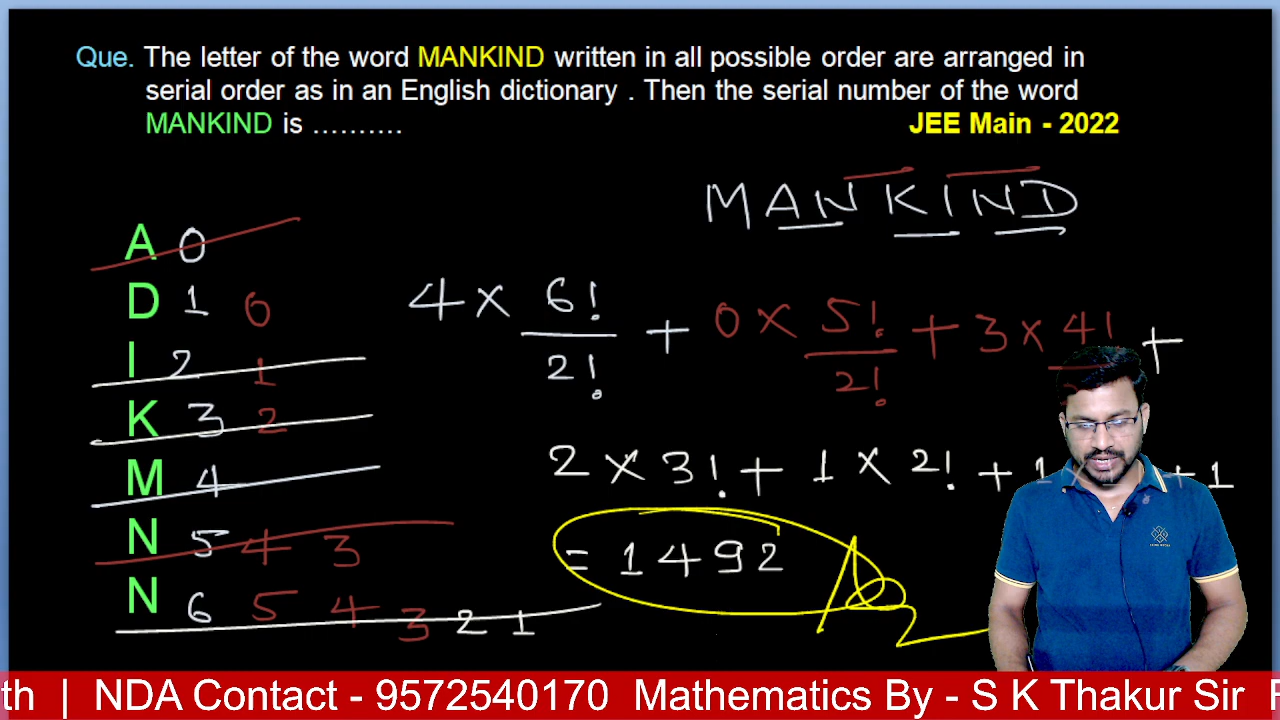 Que. The letter of the word MANKIND written in all possible order are arranged in
serial order as in an English dictionary . Then the serial number of the word
MANKIND is ..........
JEE Main - 2022
MANKIND
A 0
D 1 0
I 2 1
K 3 2
M 4
N 5 4 3
N 6 5 4 3 2 1
4 × 6!/2! + 0 × 5!/2! + 3 × 4! +
2 × 3! + 1 × 2! + 1 + 1
= 1492
th | NDA Contact - 9572540170 Mathematics By - S K Thakur Sir